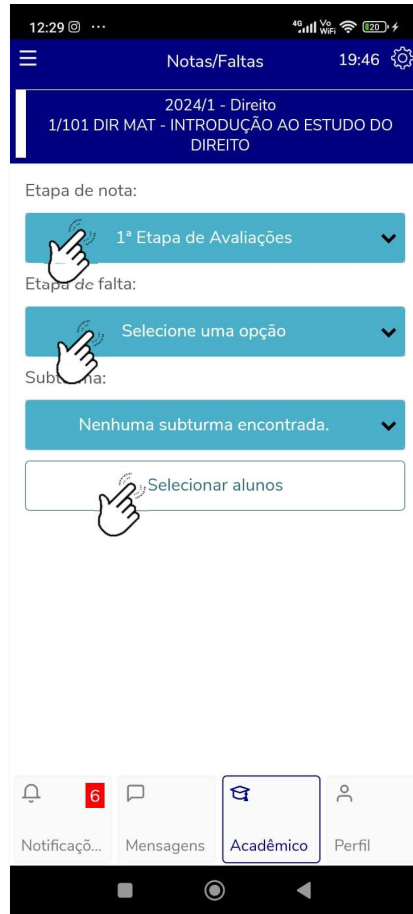 12:29 ... 4G Vo WiFi 120
Notas/Faltas 19:46
2024/1 - Direito
1/101 DIR MAT - INTRODUÇÃO AO ESTUDO DO
DIREITO
Etapa de nota:
1ª Etapa de Avaliações
Etapa de falta:
Selecione uma opção
Subturma:
Nenhuma subturma encontrada.
Selecionar alunos
6
Notificaçõ... Mensagens Acadêmico Perfil